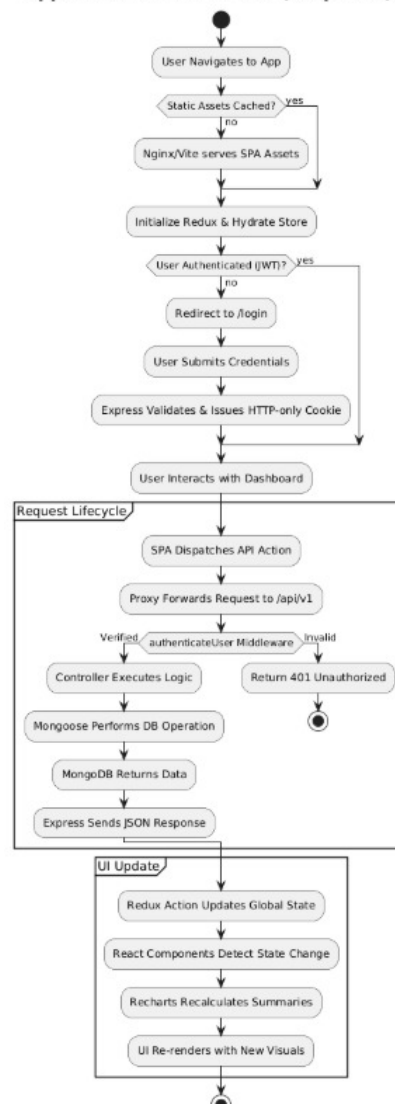 User Navigates to App
Static Assets Cached?
yes
no
Nginx/Vite serves SPA Assets
Initialize Redux & Hydrate Store
User Authenticated (JWT)?
yes
no
Redirect to /login
User Submits Credentials
Express Validates & Issues HTTP-only Cookie
User Interacts with Dashboard
Request Lifecycle
SPA Dispatches API Action
Proxy Forwards Request to /api/v1
Verified
authenticateUser Middleware
Invalid
Controller Executes Logic
Return 401 Unauthorized
Mongoose Performs DB Operation
MongoDB Returns Data
Express Sends JSON Response
UI Update
Redux Action Updates Global State
React Components Detect State Change
Recharts Recalculates Summaries
UI Re-renders with New Visuals